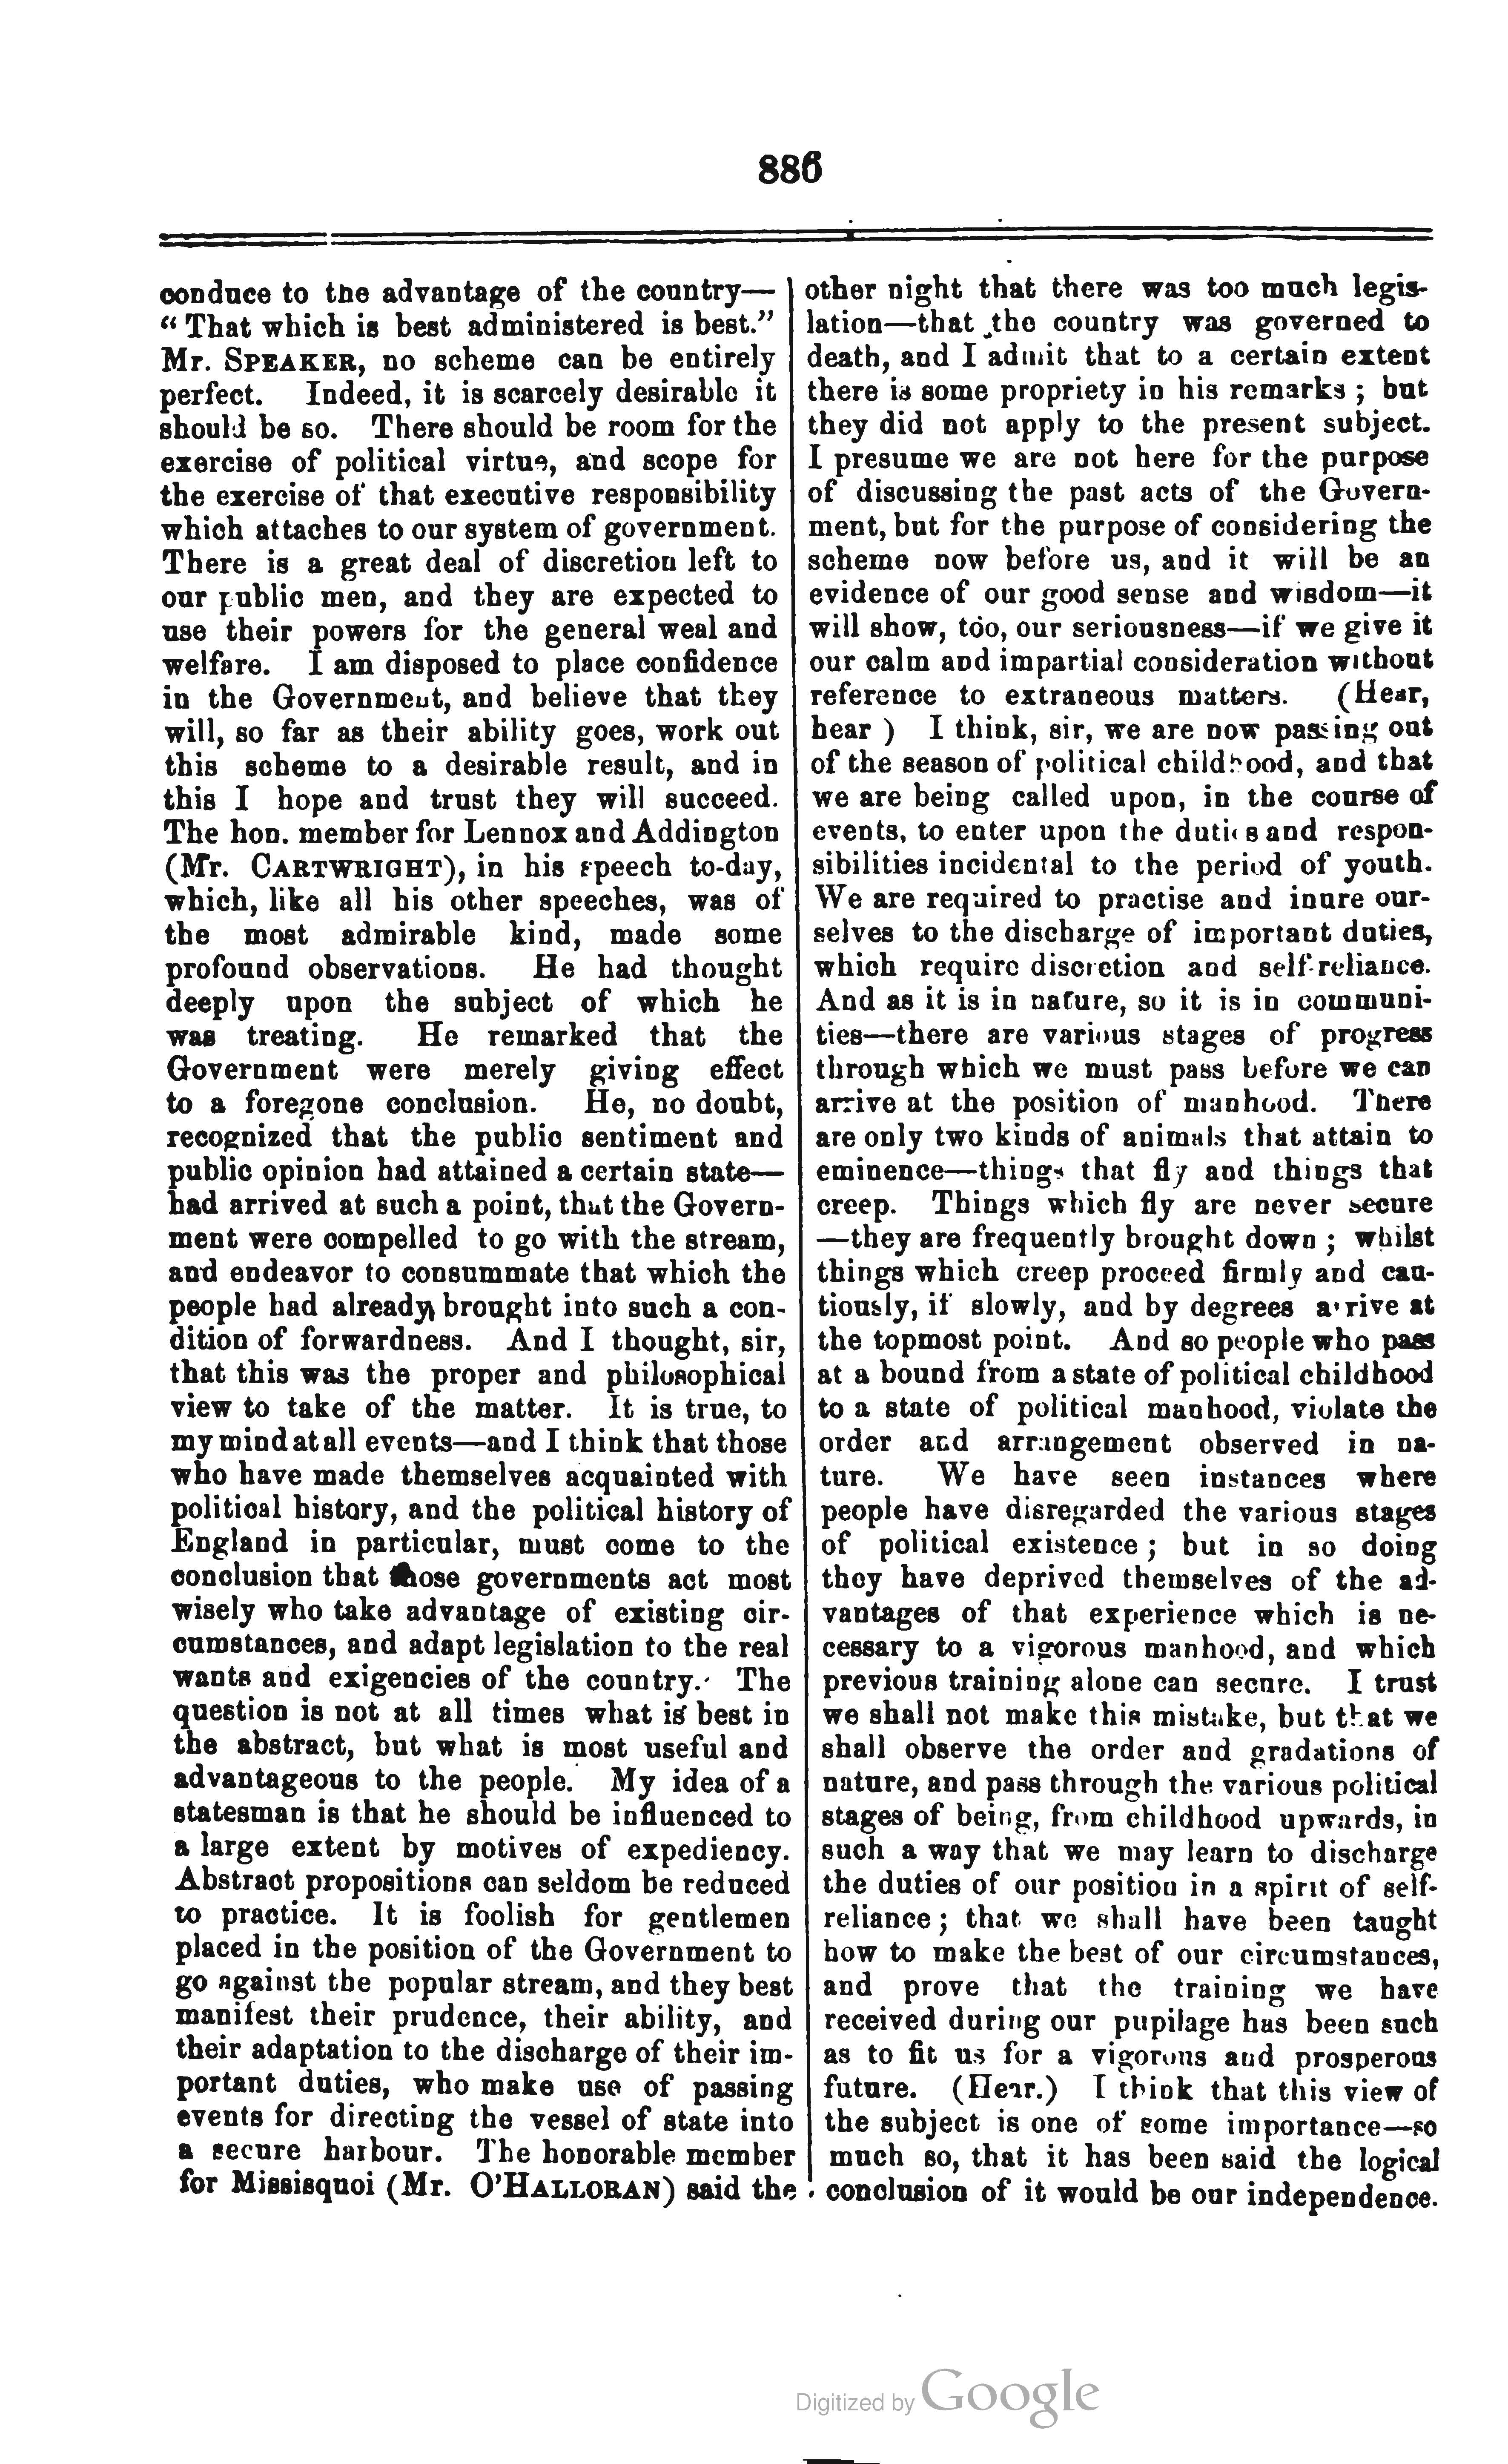 886
conduce to the advantage of the country—
"That which is best administered is best."
Mr. SPEAKER, no scheme can be entirely
perfect. Indeed, it is scarcely desirable it
should be so. There should be room for the
exercise of political virtue, and scope for
the exercise of that executive responsibility
which attaches to our system of government.
There is a great deal of discretion left to
our public men, and they are expected to
use their powers for the general weal and
welfare. I am disposed to place confidence
in the Government, and believe that they
will, so far as their ability goes, work out
this scheme to a desirable result, and in
this I hope and trust they will succeed.
The hon. member for Lennox and Addington
(Mr. CARTWRIGHT), in his speech to-day,
which, like all his other speeches, was of
the most admirable kind, made some
profound observations. He had thought
deeply upon the subject of which he
was treating. He remarked that the
Government were merely giving effect
to a foregone conclusion. He, no doubt,
recognized that the public sentiment and
public opinion had attained a certain state—
had arrived at such a point, that the Govern-
ment were compelled to go with the stream,
and endeavor to consummate that which the
people had already brought into such a con-
dition of forwardness. And I thought, sir,
that this was the proper and philosophical
view to take of the matter. It is true, to
my mind at all events—and I think that those
who have made themselves acquainted with
political history, and the political history of
England in particular, must come to the
conclusion that those governments act most
wisely who take advantage of existing cir-
cumstances, and adapt legislation to the real
wants and exigencies of the country. The
question is not at all times what is best in
the abstract, but what is most useful and
advantageous to the people. My idea of a
statesman is that he should be influenced to
a large extent by motives of expediency.
Abstract propositions can seldom be reduced
to practice. It is foolish for gentlemen
placed in the position of the Government to
go against the popular stream, and they best
manifest their prudence, their ability, and
their adaptation to the discharge of their im-
portant duties, who make use of passing
events for directing the vessel of state into
a secure harbour. The honorable member
for Missisquoi (Mr. O'HALLORAN) said the
other night that there was too much legis-
lation—that the country was governed to
death, and I admit that to a certain extent
there is some propriety in his remarks ; but
they did not apply to the present subject.
I presume we are not here for the purpose
of discussing the past acts of the Govern-
ment, but for the purpose of considering the
scheme now before us, and it will be an
evidence of our good sense and wisdom—it
will show, too, our seriousness—if we give it
our calm and impartial consideration without
reference to extraneous matters. (Hear,
hear ) I think, sir, we are now passing out
of the season of political childhood, and that
we are being called upon, in the course of
events, to enter upon the duties and respon-
sibilities incidental to the period of youth.
We are required to practise and inure our-
selves to the discharge of important duties,
which require discretion and self-reliance.
And as it is in nature, so it is in communi-
ties—there are various stages of progress
through which we must pass before we can
arrive at the position of manhood. There
are only two kinds of animals that attain to
eminence—things that fly and things that
creep. Things which fly are never secure
—they are frequently brought down ; whilst
things which creep proceed firmly and cau-
tiously, if slowly, and by degrees arrive at
the topmost point. And so people who pass
at a bound from a state of political childhood
to a state of political manhood, violate the
order and arrangement observed in na-
ture. We have seen instances where
people have disregarded the various stages
of political existence ; but in so doing
they have deprived themselves of the ad-
vantages of that experience which is ne-
cessary to a vigorous manhood, and which
previous training alone can secure. I trust
we shall not make this mistake, but that we
shall observe the order and gradations of
nature, and pass through the various political
stages of being, from childhood upwards, in
such a way that we may learn to discharge
the duties of our position in a spirit of self-
reliance ; that we shall have been taught
how to make the best of our circumstances,
and prove that the training we have
received during our pupilage has been such
as to fit us for a vigorous and prosperous
future. (Hear.) I think that this view of
the subject is one of some importance—so
much so, that it has been said the logical
conclusion of it would be our independence.
Digitized by Google